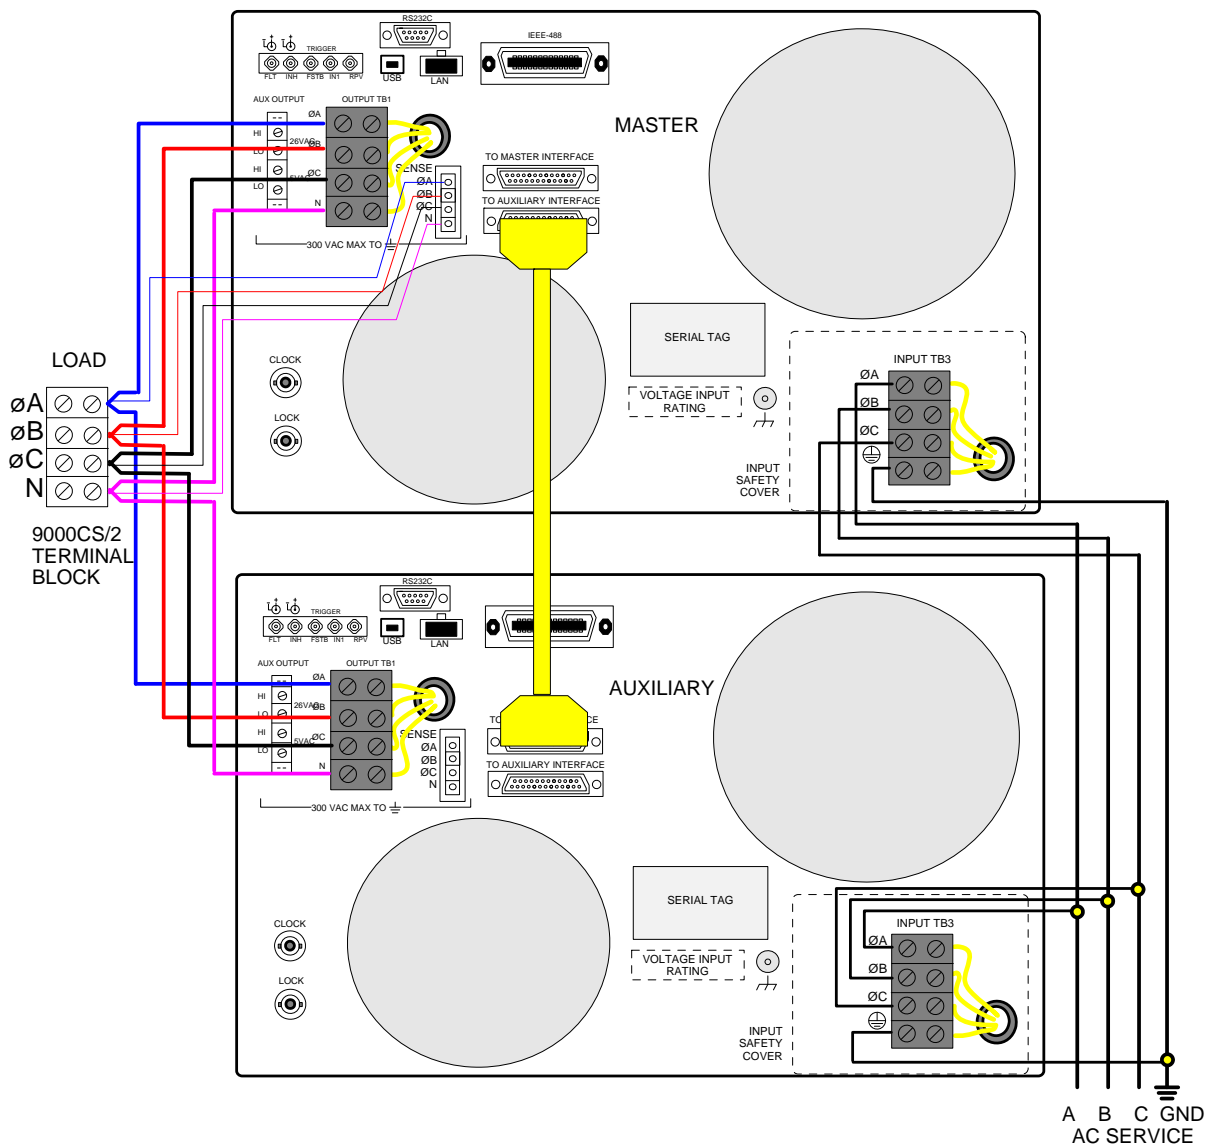 RS232C
IEEE-488
TRIGGER
FLT INH FSTB IN1 RPV
USB
LAN
AUX OUTPUT
OUTPUT TB1
ØA
HI
26VAC
ØB
LO
HI
5VAC
ØC
LO
N
SENSE
ØA
ØB
ØC
N
300 VAC MAX TO
MASTER
TO MASTER INTERFACE
TO AUXILIARY INTERFACE
SERIAL TAG
VOLTAGE INPUT
RATING
CLOCK
LOCK
INPUT TB3
ØA
ØB
ØC
INPUT
SAFETY
COVER
LOAD
øA
øB
øC
N
9000CS/2
TERMINAL
BLOCK
RS232C
TRIGGER
FLT INH FSTB IN1 RPV
USB
LAN
AUX OUTPUT
OUTPUT TB1
ØA
HI
26VAC
ØB
LO
HI
5VAC
ØC
LO
N
SENSE
ØA
ØB
ØC
N
300 VAC MAX TO
AUXILIARY
TO AUXILIARY INTERFACE
SERIAL TAG
VOLTAGE INPUT
RATING
CLOCK
LOCK
INPUT TB3
ØA
ØB
ØC
INPUT
SAFETY
COVER
A B C GND
AC SERVICE